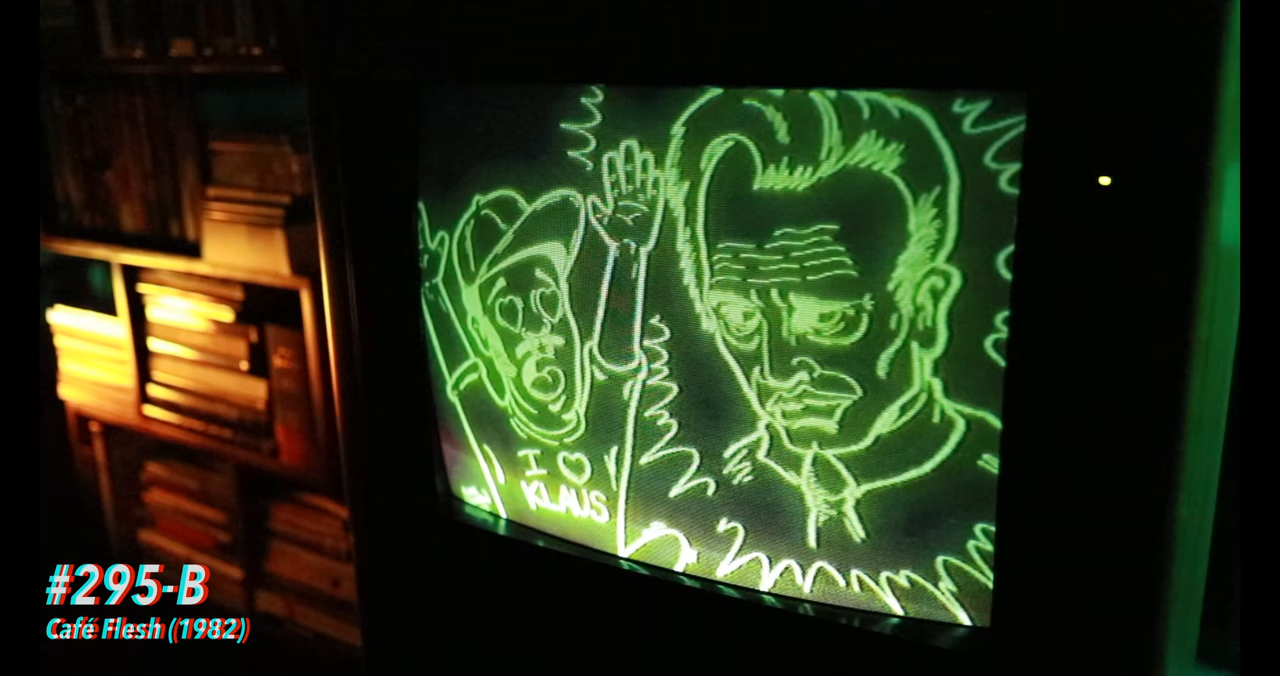 I ♡
KLAUS
#295-B
Café Flesh (1982)